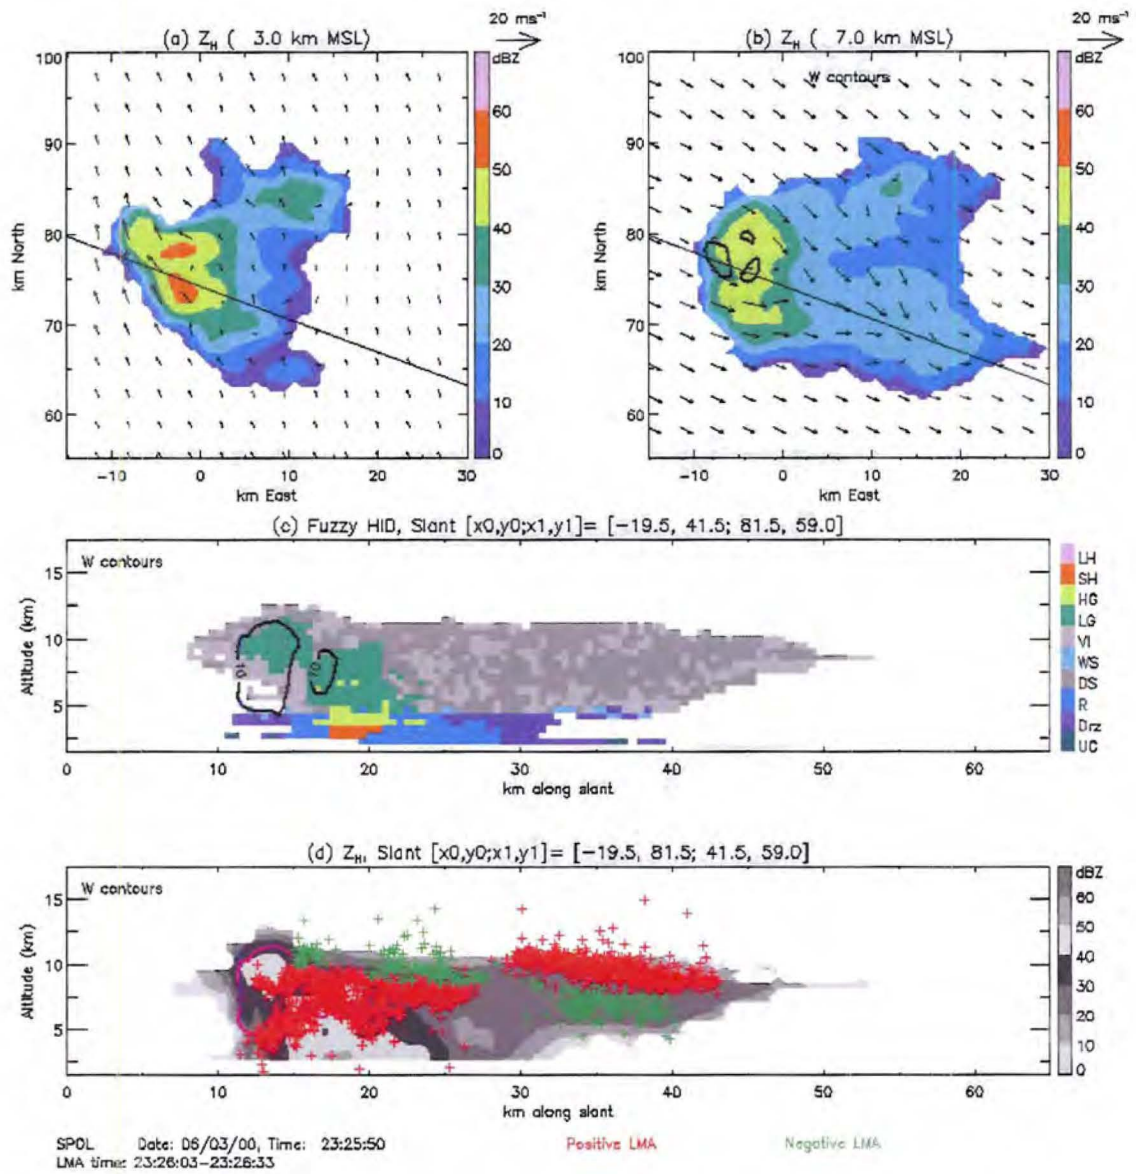 20 ms⁻¹
20 ms⁻¹
(a) Z_H ( 3.0 km MSL)
(b) Z_H ( 7.0 km MSL)
100
90
80
70
60
km North
-10 0 10 20 30
km East
dBZ
60
50
40
30
20
10
0
W contours
100
90
80
70
60
km North
-10 0 10 20 30
km East
dBZ
60
50
40
30
20
10
0
(c) Fuzzy HID, Slant [x0,y0;x1,y1]= [-19.5, 41.5; 81.5, 59.0]
W contours
15
10
5
Altitude (km)
10
10
0 10 20 30 40 50 60
km along slant
LH
SH
HG
LG
VI
WS
DS
R
Drz
UC
(d) Z_H, Slant [x0,y0;x1,y1]= [-19.5, 81.5; 41.5, 59.0]
W contours
15
10
5
Altitude (km)
0 10 20 30 40 50 60
km along slant
dBZ
60
50
40
30
20
10
0
SPOL Date: 06/03/00, Time: 23:25:50
Positive LMA
Negative LMA
LMA time: 23:26:03-23:26:33